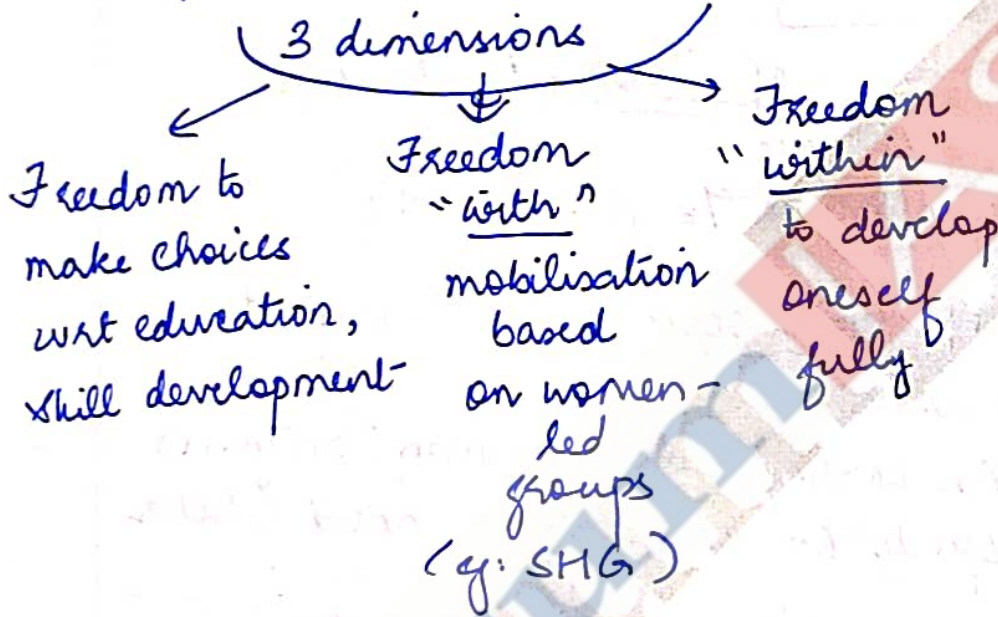 3 dimensions
Freedom to
make choices
wrt education,
skill development
Freedom
"with"
mobilisation
based
on women-
led
groups
(eg: SHG)
Freedom
"within"
to develop
oneself
fully